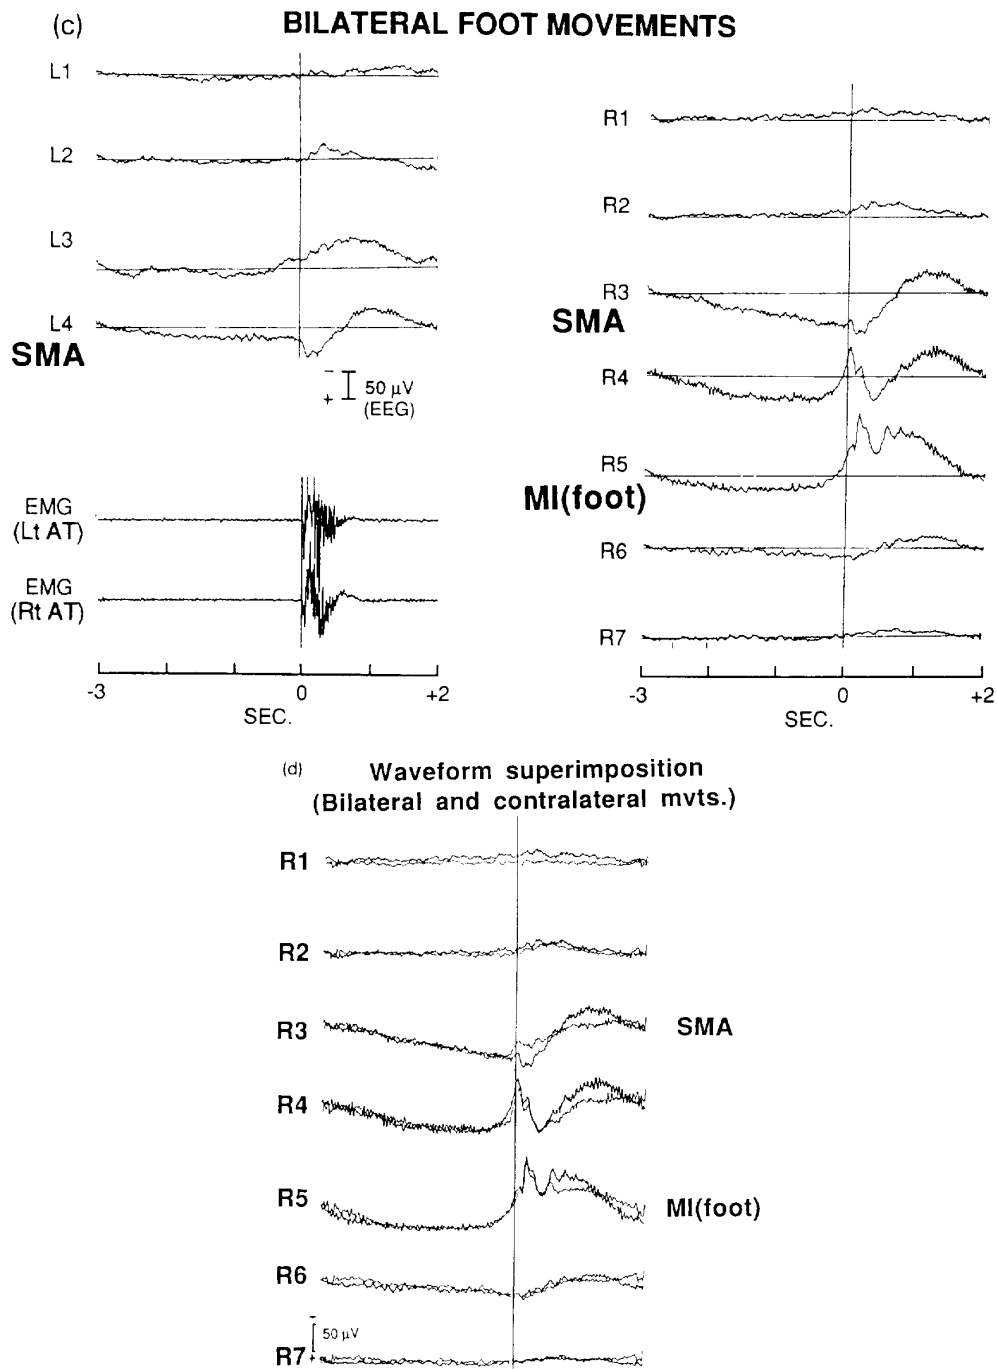 (c) BILATERAL FOOT MOVEMENTS
L1
L2
L3
L4
SMA
-
+
50 µV
(EEG)
EMG
(Lt AT)
EMG
(Rt AT)
-3 0 +2
SEC.
R1
R2
R3
SMA
R4
R5
MI(foot)
R6
R7
-3 0 +2
SEC.
(d) Waveform superimposition
(Bilateral and contralateral mvts.)
R1
R2
R3 SMA
R4
R5 MI(foot)
R6
-
50 µV
R7 +